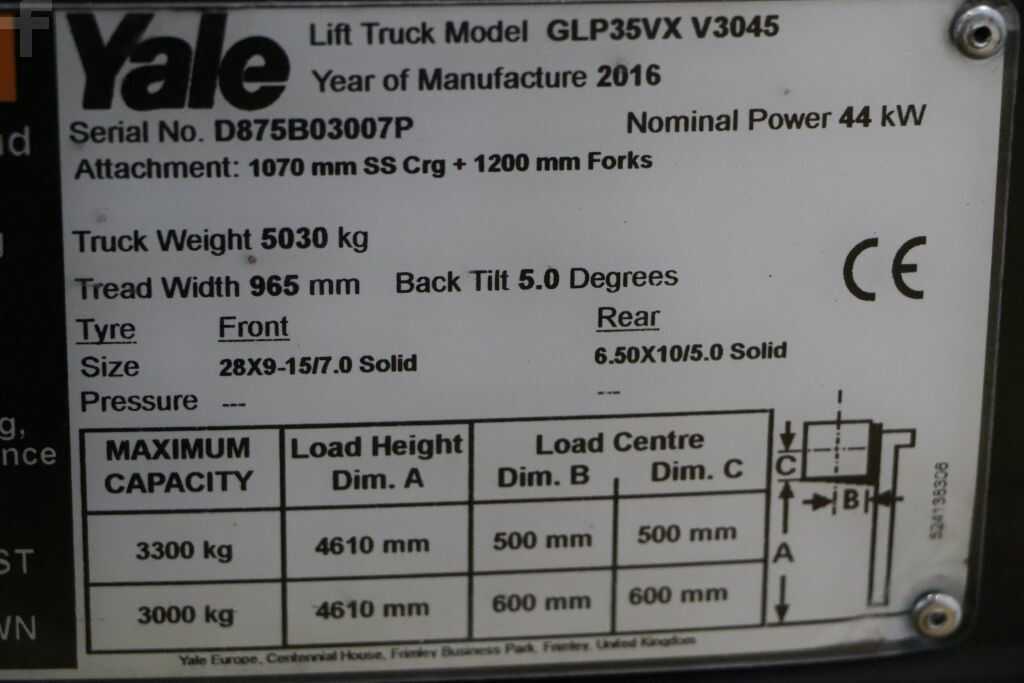 Yale
Lift Truck Model GLP35VX V3045
Year of Manufacture 2016
Serial No. D875B03007P
Nominal Power 44 kW
Attachment: 1070 mm SS Crg + 1200 mm Forks
Truck Weight 5030 kg
Tread Width 965 mm Back Tilt 5.0 Degrees
CE
Tyre Front Rear
Size 28X9-15/7.0 Solid 6.50X10/5.0 Solid
Pressure --- ---
MAXIMUM CAPACITY Load Height Dim. A Load Centre Dim. B Dim. C
3300 kg 4610 mm 500 mm 500 mm
3000 kg 4610 mm 600 mm 600 mm
C
B
A
524138306
Yale Europe, Centennial House, Frimley Business Park, Frimley, United Kingdom